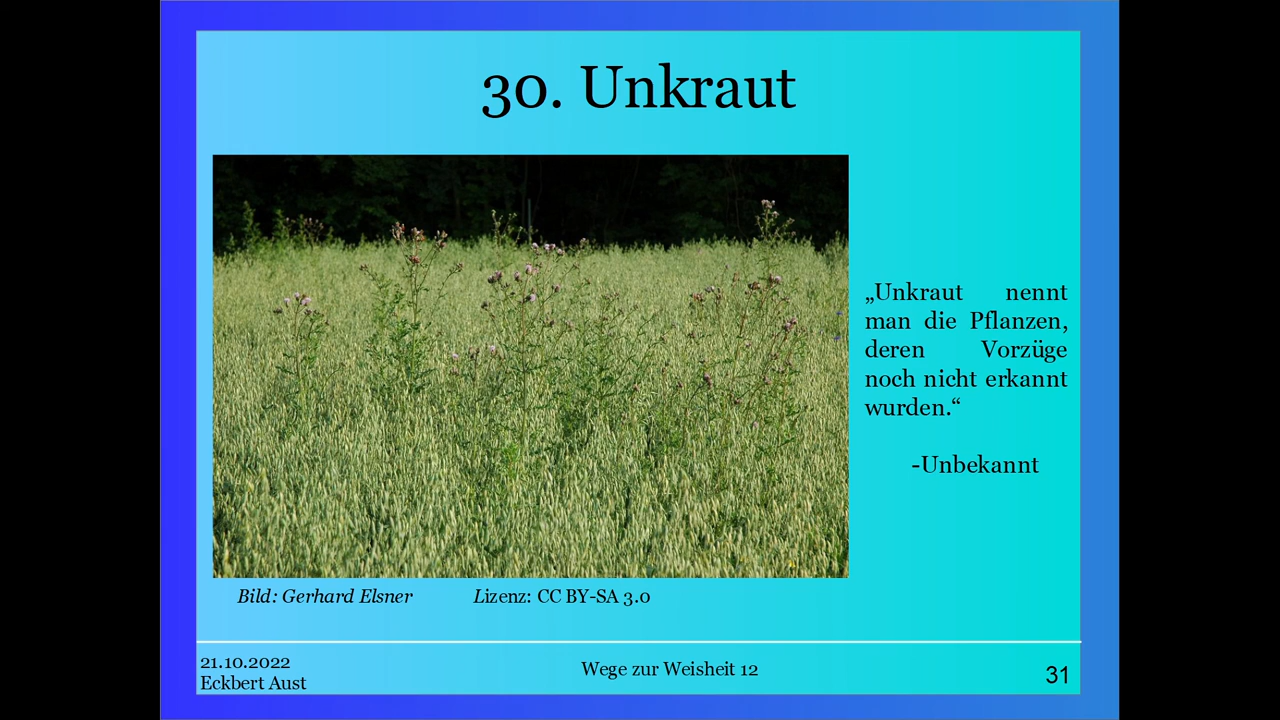 30. Unkraut
„Unkraut nennt
man die Pflanzen,
deren Vorzüge
noch nicht erkannt
wurden.“
-Unbekannt
Bild: Gerhard Elsner Lizenz: CC BY-SA 3.0
21.10.2022
Eckbert Aust
Wege zur Weisheit 12
31